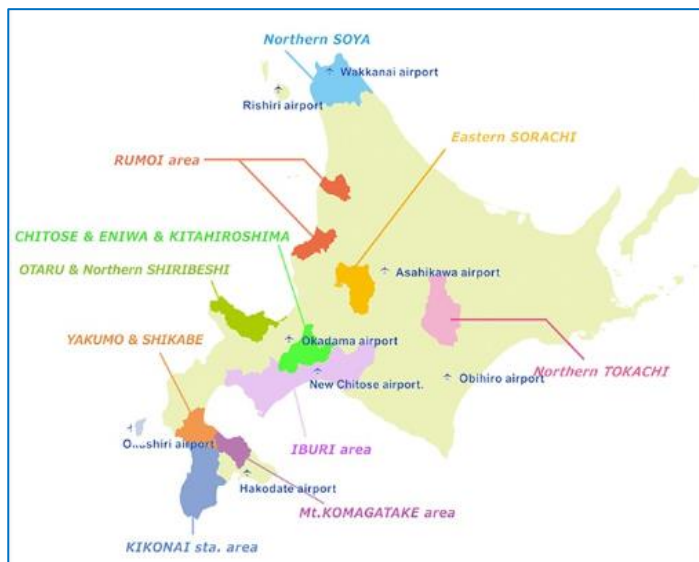 Northern SOYA
Wakkanai airport
Rishiri airport
Eastern SORACHI
RUMOI area
CHITOSE & ENIWA & KITAHIROSHIMA
OTARU & Northern SHIRIBESHI
Asahikawa airport
YAKUMO & SHIKABE
Okadama airport
Northern TOKACHI
New Chitose airport.
Obihiro airport
airport
IBURI area
Hakodate airport
Mt.KOMAGATAKE area
KIKONAI sta. area